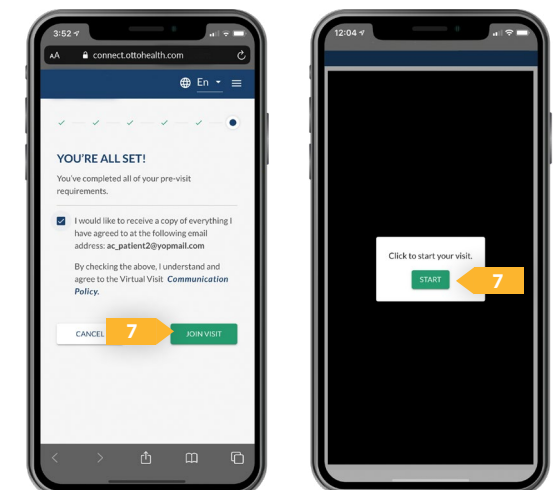 3:52
AA connect.ottohealth.com
En
YOU'RE ALL SET!
You've completed all of your pre-visit
requirements.
I would like to receive a copy of everything I
have agreed to at the following email
address: ac_patient2@yopmail.com
By checking the above, I understand and
agree to the Virtual Visit Communication
Policy.
CANCEL 7 JOIN VISIT
12:04
Click to start your visit.
START 7